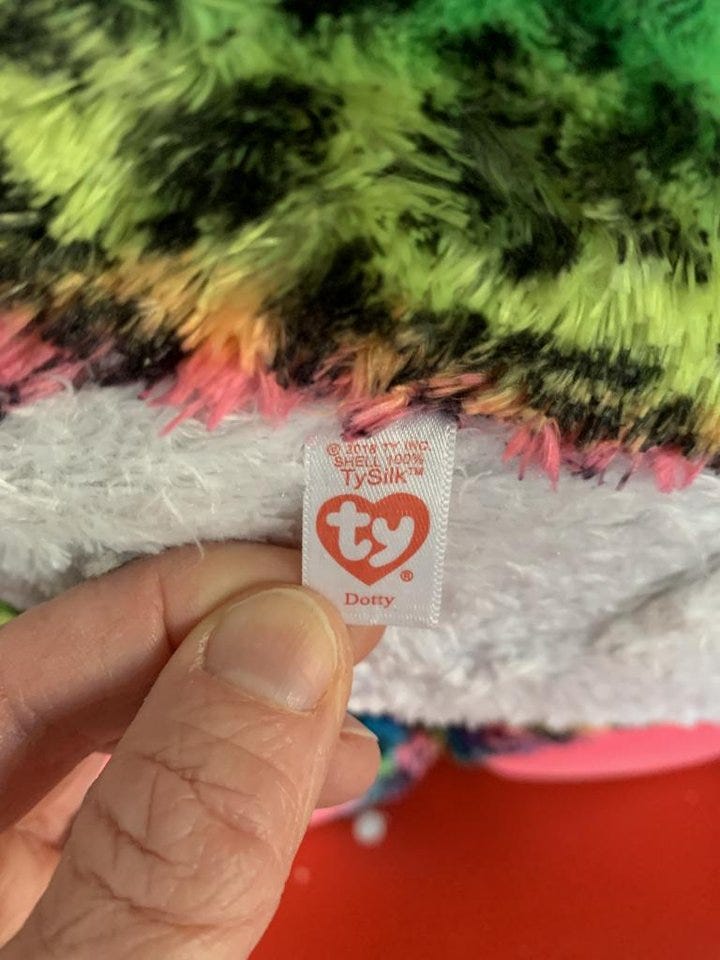 © 2018 TY INC.
SHELL 100%
TySilk™
ty®
Dotty